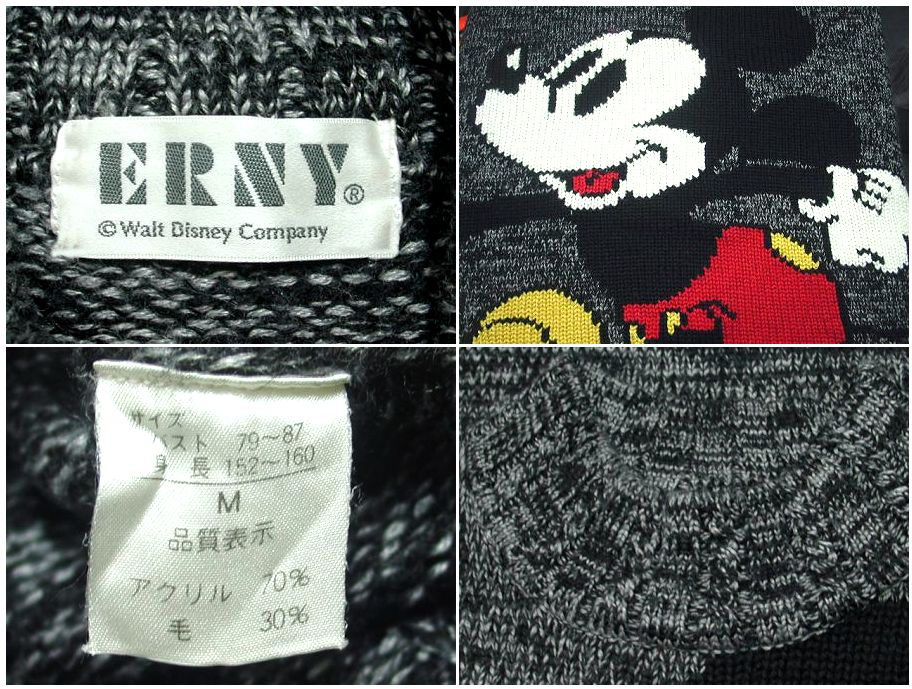 ERNY®
© Walt Disney Company
サイズ
バスト 79〜87
身長 152〜160
M
品質表示
アクリル 70%
毛 30%